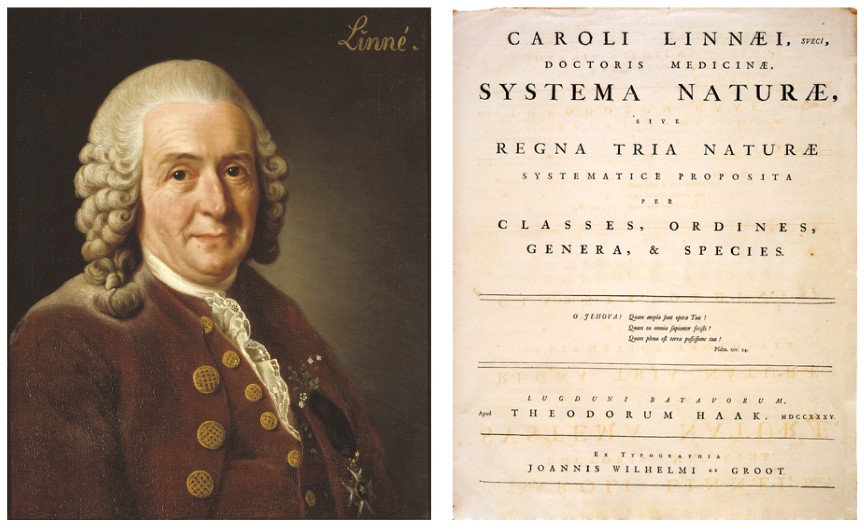 Linné.
CAROLI LINNÆI, SVECI,
DOCTORIS MEDICINÆ,
SYSTEMA NATURÆ,
SIVE
REGNA TRIA NATURÆ
SYSTEMATICE PROPOSITA
PER
CLASSES, ORDINES,
GENERA, & SPECIES.
O JEHOVA! Quam ampla sunt opera Tua!
Quam ea omnia sapienter fecisti!
Quam plena est terra possessione tua!
Psalm. civ. 24.
LUGDUNI BATAVORUM,
Apud THEODORUM HAAK, MDCCXXXV.
EX TYPOGRAPHIA
JOANNIS WILHELMI DE GROOT.